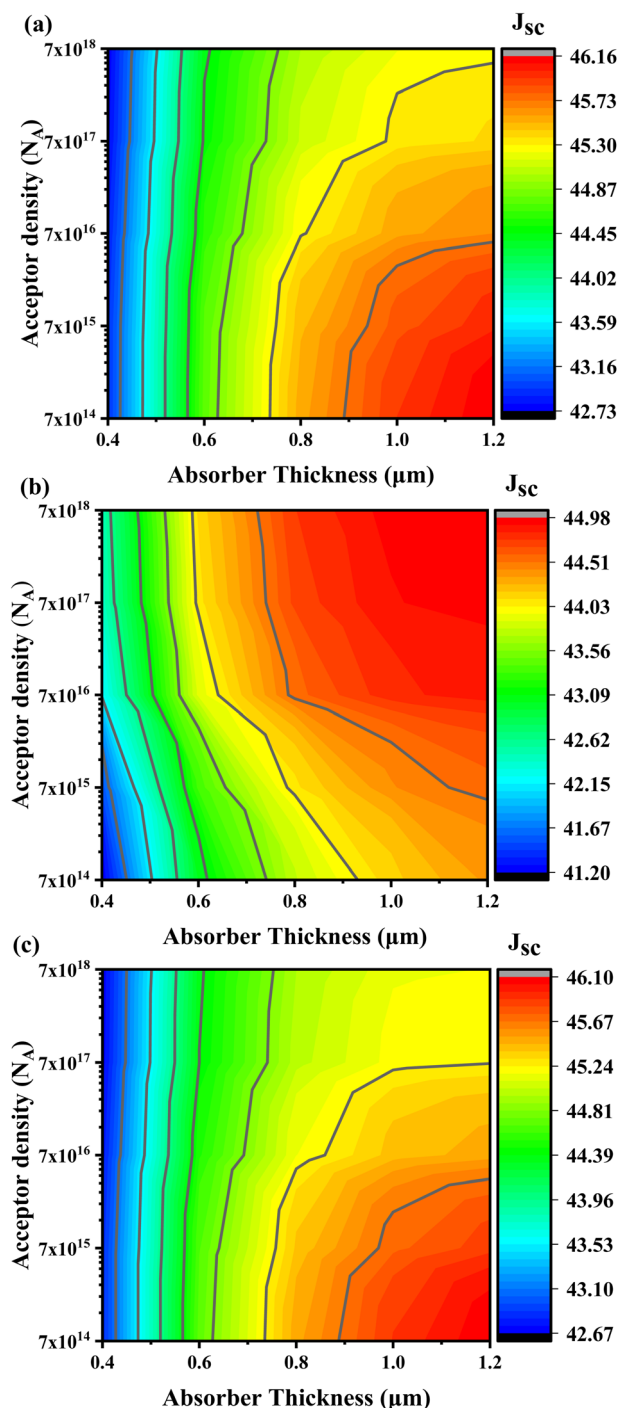 (a)
J_SC
7x10^18
7x10^17
7x10^16
7x10^15
7x10^14
Acceptor density (N_A)
0.4 0.6 0.8 1.0 1.2
Absorber Thickness (µm)
46.16
45.73
45.30
44.87
44.45
44.02
43.59
43.16
42.73
(b)
J_SC
7x10^18
7x10^17
7x10^16
7x10^15
7x10^14
Acceptor density (N_A)
0.4 0.6 0.8 1.0 1.2
Absorber Thickness (µm)
44.98
44.51
44.03
43.56
43.09
42.62
42.15
41.67
41.20
(c)
J_SC
7x10^18
7x10^17
7x10^16
7x10^15
7x10^14
Acceptor density (N_A)
0.4 0.6 0.8 1.0 1.2
Absorber Thickness (µm)
46.10
45.67
45.24
44.81
44.39
43.96
43.53
43.10
42.67